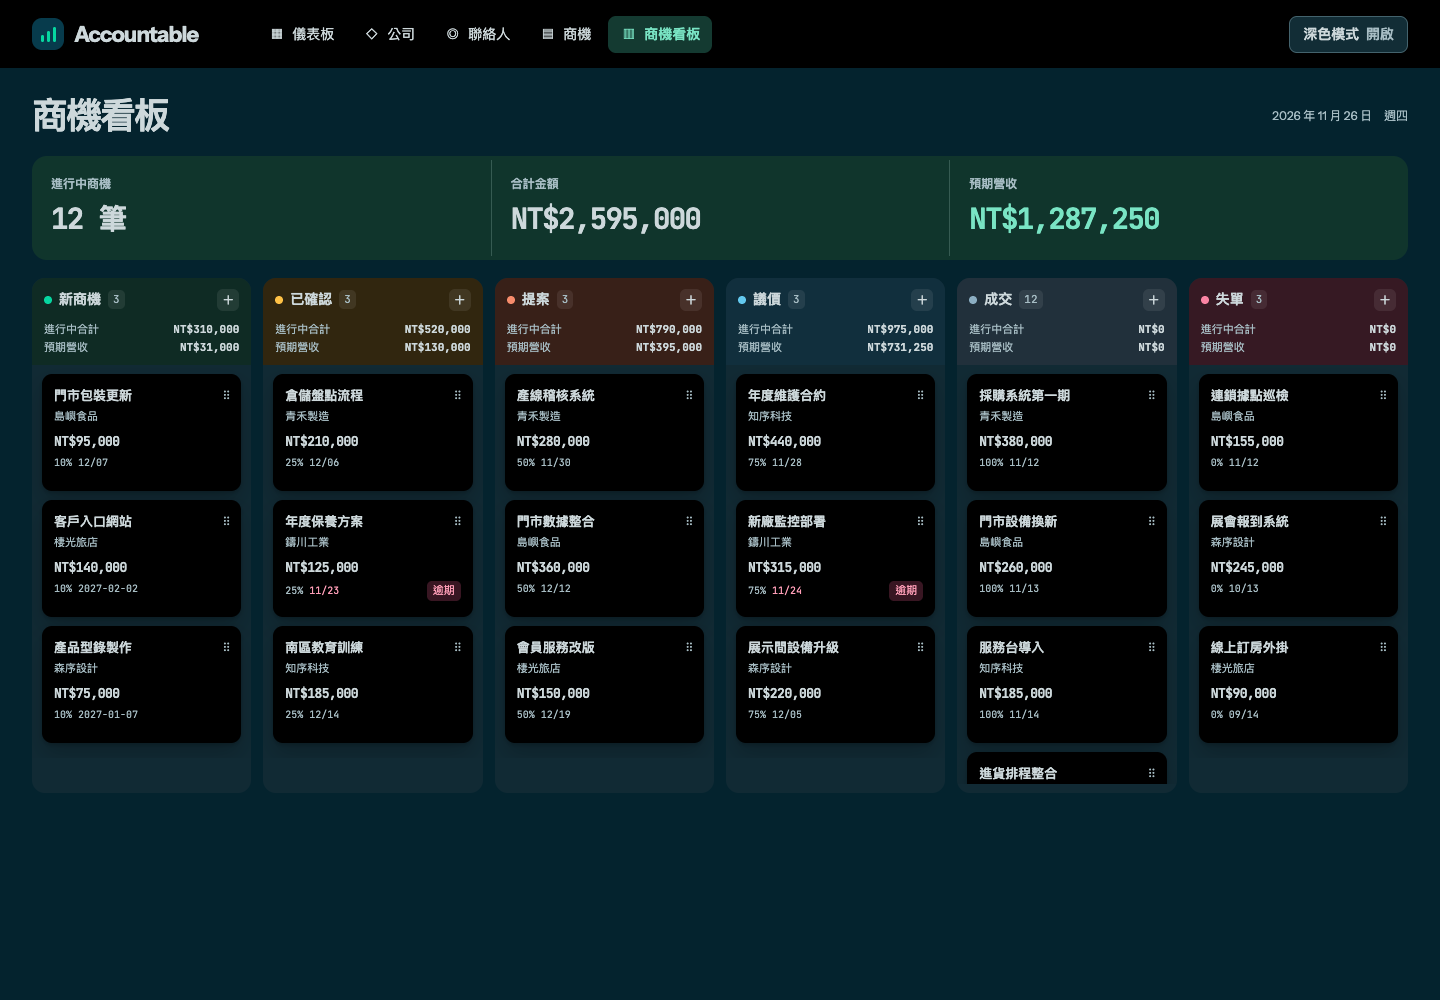 Accountable
儀表板
公司
聯絡人
商機
商機看板
深色模式 開啟
商機看板
2026 年 11 月 26 日 週四
進行中商機
12 筆
合計金額
NT$2,595,000
預期營收
NT$1,287,250
新商機 3 +
進行中合計 NT$310,000
預期營收 NT$31,000
門市包裝更新
島嶼食品
NT$95,000
10% 12/07
客戶入口網站
棲光旅店
NT$140,000
10% 2027-02-02
產品型錄製作
森序設計
NT$75,000
10% 2027-01-07
已確認 3 +
進行中合計 NT$520,000
預期營收 NT$130,000
倉儲盤點流程
青禾製造
NT$210,000
25% 12/06
年度保養方案
鑄川工業
NT$125,000
25% 11/23 逾期
南區教育訓練
知序科技
NT$185,000
25% 12/14
提案 3 +
進行中合計 NT$790,000
預期營收 NT$395,000
產線稽核系統
青禾製造
NT$280,000
50% 11/30
門市數據整合
島嶼食品
NT$360,000
50% 12/12
會員服務改版
棲光旅店
NT$150,000
50% 12/19
議價 3 +
進行中合計 NT$975,000
預期營收 NT$731,250
年度維護合約
知序科技
NT$440,000
75% 11/28
新廠監控部署
鑄川工業
NT$315,000
75% 11/24 逾期
展示間設備升級
森序設計
NT$220,000
75% 12/05
成交 12 +
進行中合計 NT$0
預期營收 NT$0
採購系統第一期
青禾製造
NT$380,000
100% 11/12
門市設備換新
島嶼食品
NT$260,000
100% 11/13
服務台導入
知序科技
NT$185,000
100% 11/14
進貨排程整合
失單 3 +
進行中合計 NT$0
預期營收 NT$0
連鎖據點巡檢
島嶼食品
NT$155,000
0% 11/12
展會報到系統
森序設計
NT$245,000
0% 10/13
線上訂房外掛
棲光旅店
NT$90,000
0% 09/14